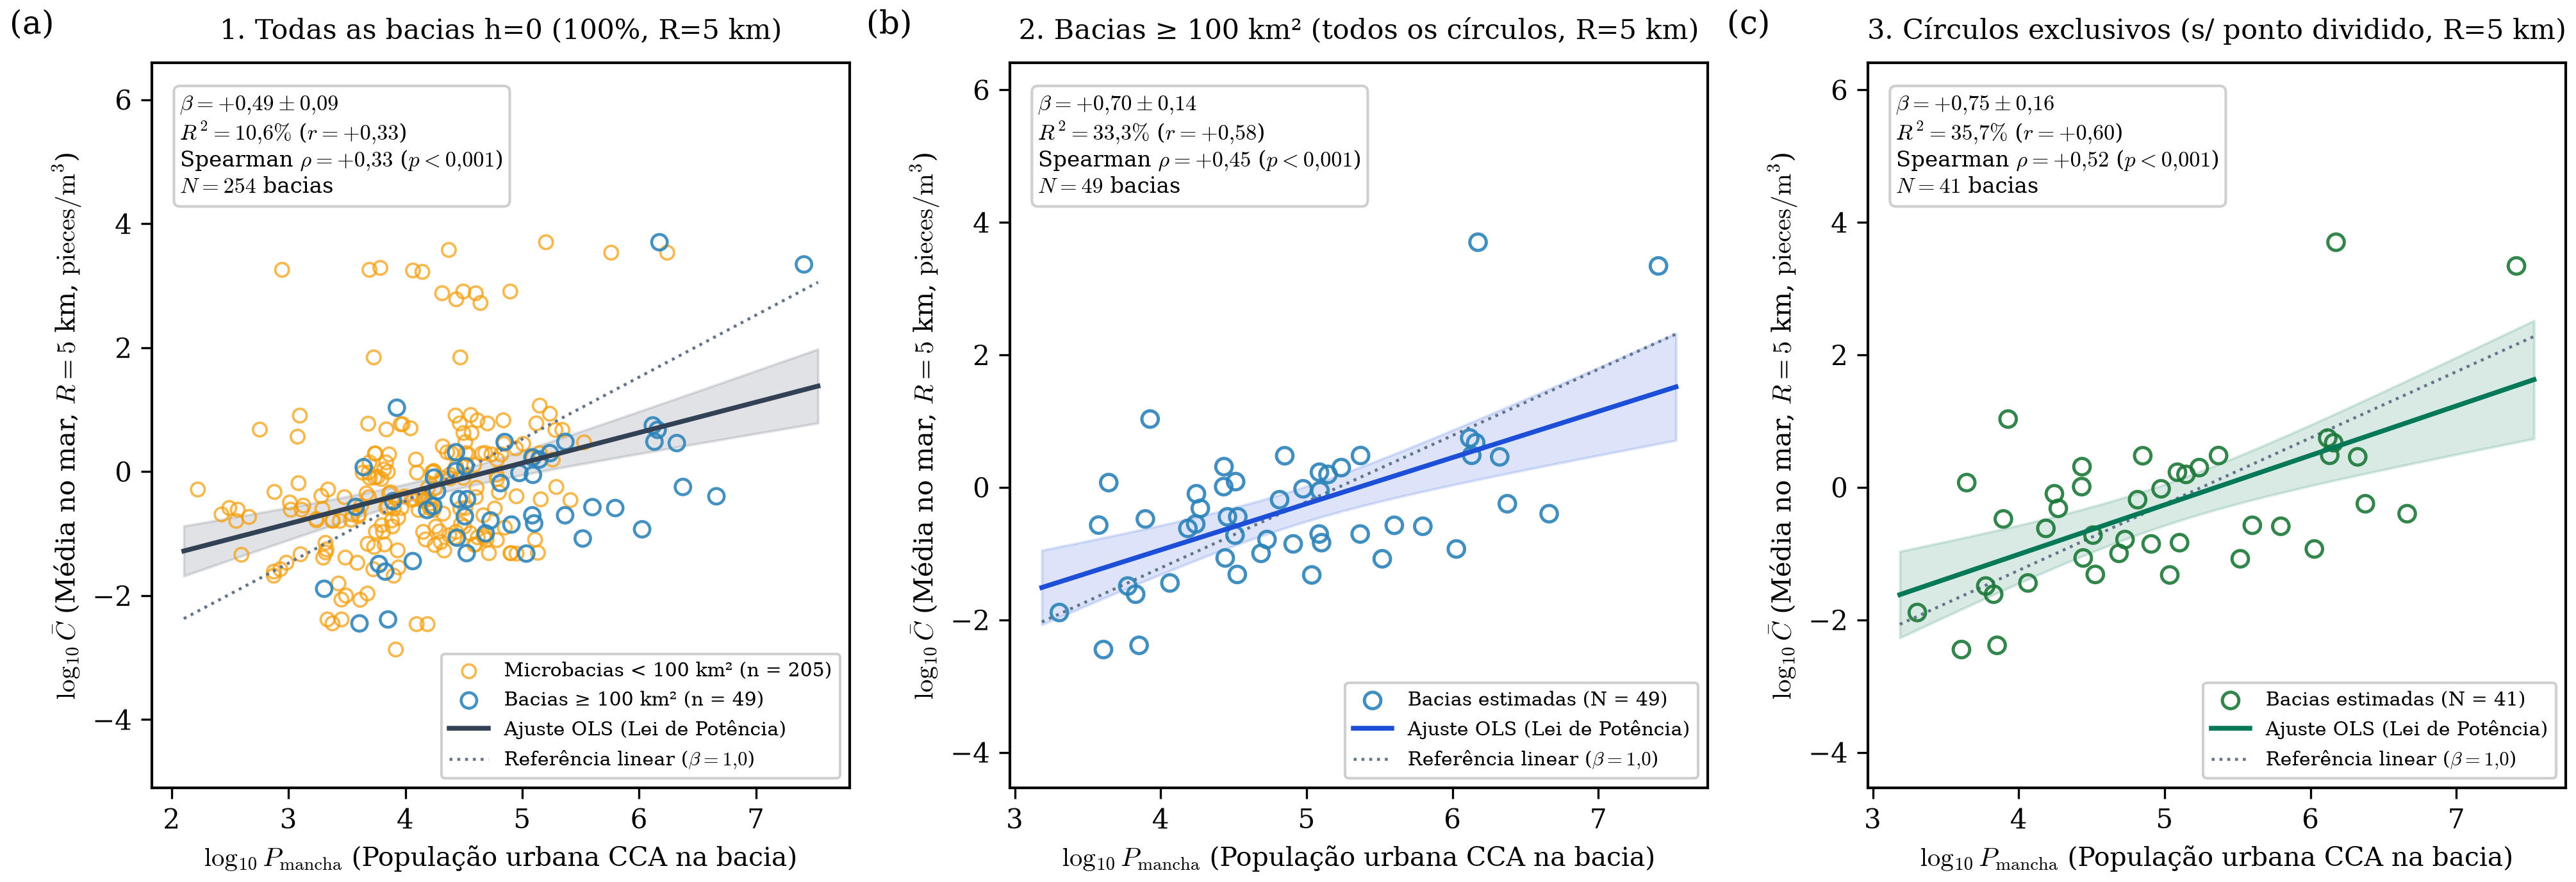 (a)
1. Todas as bacias h=0 (100%, R=5 km)
β = +0,49 ± 0,09
R² = 10,6% (r = +0,33)
Spearman ρ = +0,33 (p < 0,001)
N = 254 bacias
log₁₀ C̄ (Média no mar, R = 5 km, pieces/m³)
6
4
2
0
−2
−4
Microbacias < 100 km² (n = 205)
Bacias ≥ 100 km² (n = 49)
Ajuste OLS (Lei de Potência)
Referência linear (β = 1,0)
2 3 4 5 6 7
log₁₀ P_mancha (População urbana CCA na bacia)
(b)
2. Bacias ≥ 100 km² (todos os círculos, R=5 km)
β = +0,70 ± 0,14
R² = 33,3% (r = +0,58)
Spearman ρ = +0,45 (p < 0,001)
N = 49 bacias
log₁₀ C̄ (Média no mar, R = 5 km, pieces/m³)
6
4
2
0
−2
−4
Bacias estimadas (N = 49)
Ajuste OLS (Lei de Potência)
Referência linear (β = 1,0)
3 4 5 6 7
log₁₀ P_mancha (População urbana CCA na bacia)
(c)
3. Círculos exclusivos (s/ ponto dividido, R=5 km)
β = +0,75 ± 0,16
R² = 35,7% (r = +0,60)
Spearman ρ = +0,52 (p < 0,001)
N = 41 bacias
log₁₀ C̄ (Média no mar, R = 5 km, pieces/m³)
6
4
2
0
−2
−4
Bacias estimadas (N = 41)
Ajuste OLS (Lei de Potência)
Referência linear (β = 1,0)
3 4 5 6 7
log₁₀ P_mancha (População urbana CCA na bacia)